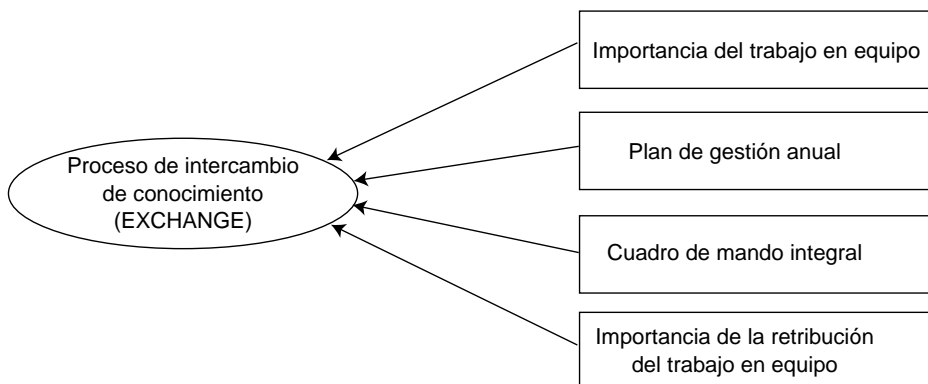 Proceso de intercambio
de conocimiento
(EXCHANGE)
Importancia del trabajo en equipo
Plan de gestión anual
Cuadro de mando integral
Importancia de la retribución
del trabajo en equipo